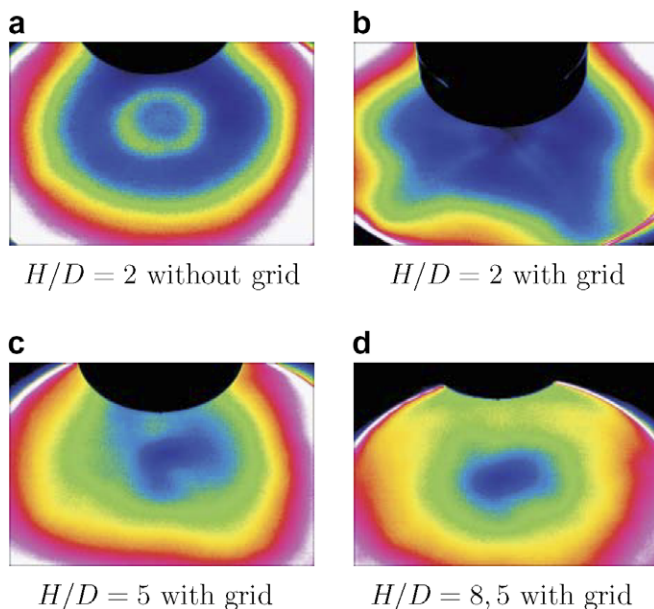 a
b
H/D = 2 without grid
H/D = 2 with grid
c
d
H/D = 5 with grid
H/D = 8,5 with grid